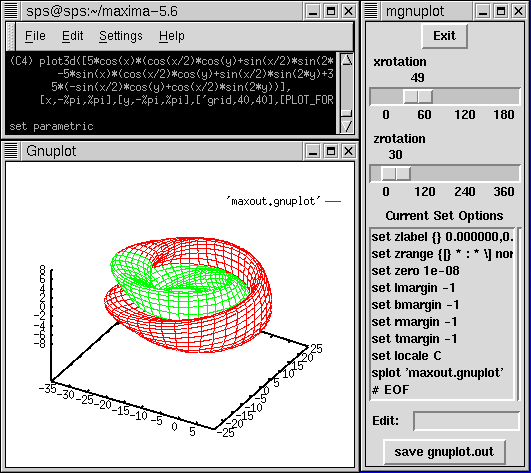 sps@sps:~/maxima-5.6
File Edit Settings Help
(C4) plot3d([5*cos(x)*(cos(x/2)*cos(y)+sin(x/2)*sin(2*
-5*sin(x)*(cos(x/2)*cos(y)+sin(x/2)*sin(2*y)+3
5*(-sin(x/2)*cos(y)+cos(x/2)*sin(2*y))],
[x,-%pi,%pi],[y,-%pi,%pi],['grid,40,40],[PLOT_FOR
set parametric
Gnuplot
'maxout.gnuplot'
8
6
4
2
0
-2
-4
-6
-8
-35
-30
-25
-20
-15
-10
-5
0
5
-25
-20
-15
-10
-5
0
5
10
15
20
25
mgnuplot
Exit
xrotation
49
0 60 120 180
zrotation
30
0 120 240 360
Current Set Options
set zlabel {} 0.000000,0.
set zrange {[} * : * \] nor
set zero 1e-08
set lmargin -1
set bmargin -1
set rmargin -1
set tmargin -1
set locale C
splot 'maxout.gnuplot'
# EOF
Edit:
save gnuplot.out